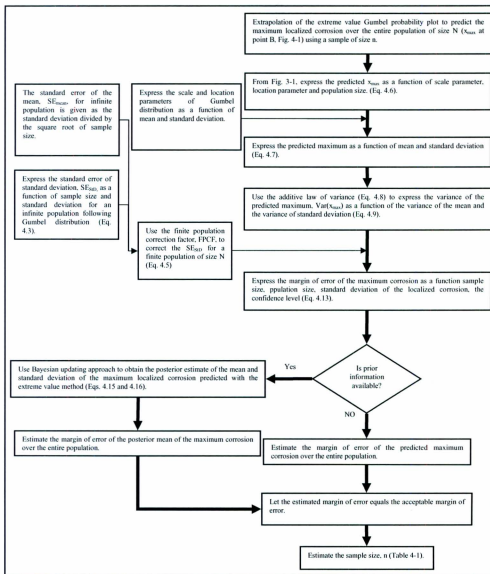 Extrapolation of the extreme value Gumbel probability plot to predict the
maximum localized corrosion over the entire population of size N (xmax at
point B, Fig. 4-1) using a sample of size n.
From Fig. 3-1, express the predicted xmax as a function of scale parameter,
location parameter and population size. (Eq. 4.6).
The standard error of the
mean, SEmean, for infinite
population is given as the
standard deviation divided by
the square root of sample
size.
Express the scale and location
parameters of Gumbel
distribution as a function of
mean and standard deviation.
Express the predicted maximum as a function of mean and standard deviation
(Eq. 4.7).
Express the standard error of
standard deviation, SESD, as a
function of sample size and
standard deviation for an
infinite population following
Gumbel distribution (Eq.
4.3).
Use the additive law of variance (Eq. 4.8) to express the variance of the
predicted maximum, Var(xmax) as a function of the variance of the mean and
the variance of standard deviation (Eq. 4.9).
Use the finite population
correction factor, FPCF, to
correct the SESD for a
finite population of size N
(Eq. 4.5)
Express the margin of error of the maximum corrosion as a function sample
size, ppulation size, standard deviation of the localized corrosion, the
confidence level (Eq. 4.13).
Is prior
information
available?
Yes
NO
Use Bayesian updating approach to obtain the posterior estimate of the mean and
standard deviation of the maximum localized corrosion predicted with the
extreme value method (Eqs. 4.15 and 4.16).
Estimate the margin of error of the posterior mean of the maximum corrosion
over the entire population.
Estimate the margin of error of the predicted maximum
corrosion over the entire population.
Let the estimated margin of error equals the acceptable margin of
error.
Estimate the sample size, n (Table 4-1).